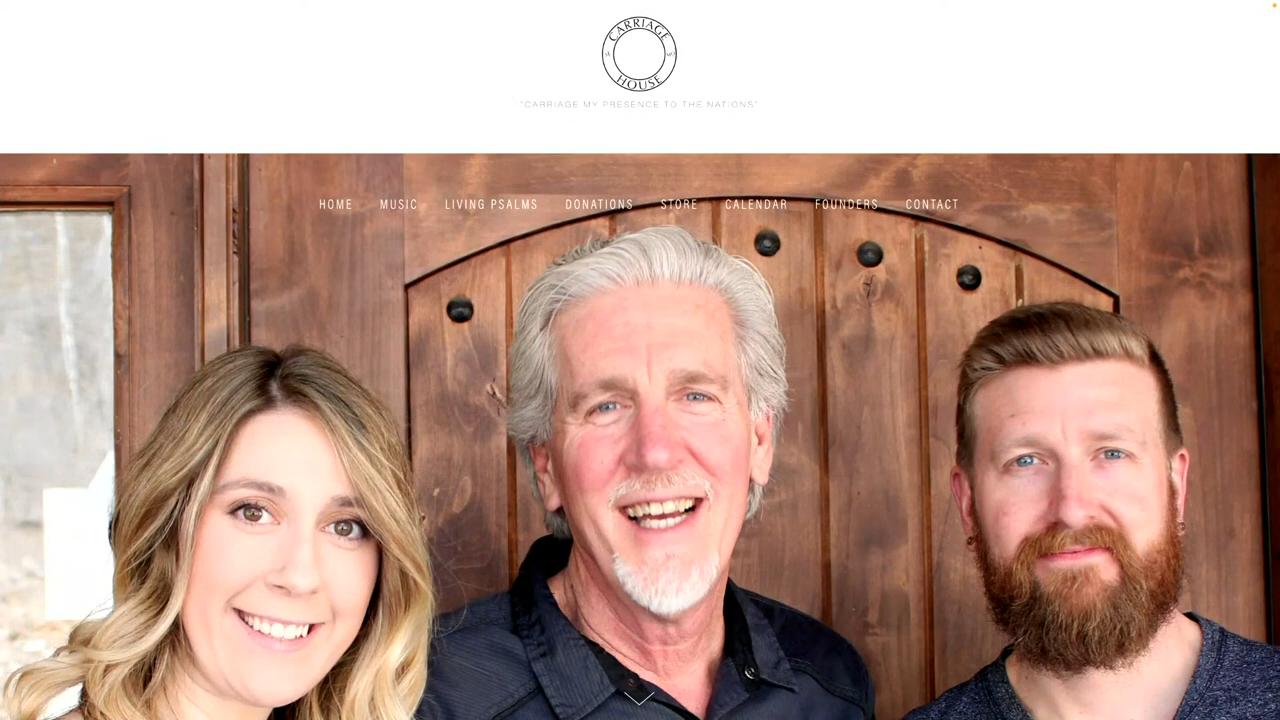 CARRIAGE
HOUSE
"CARRIAGE MY PRESENCE TO THE NATIONS"
HOME MUSIC LIVING PSALMS DONATIONS STORE CALENDAR FOUNDERS CONTACT